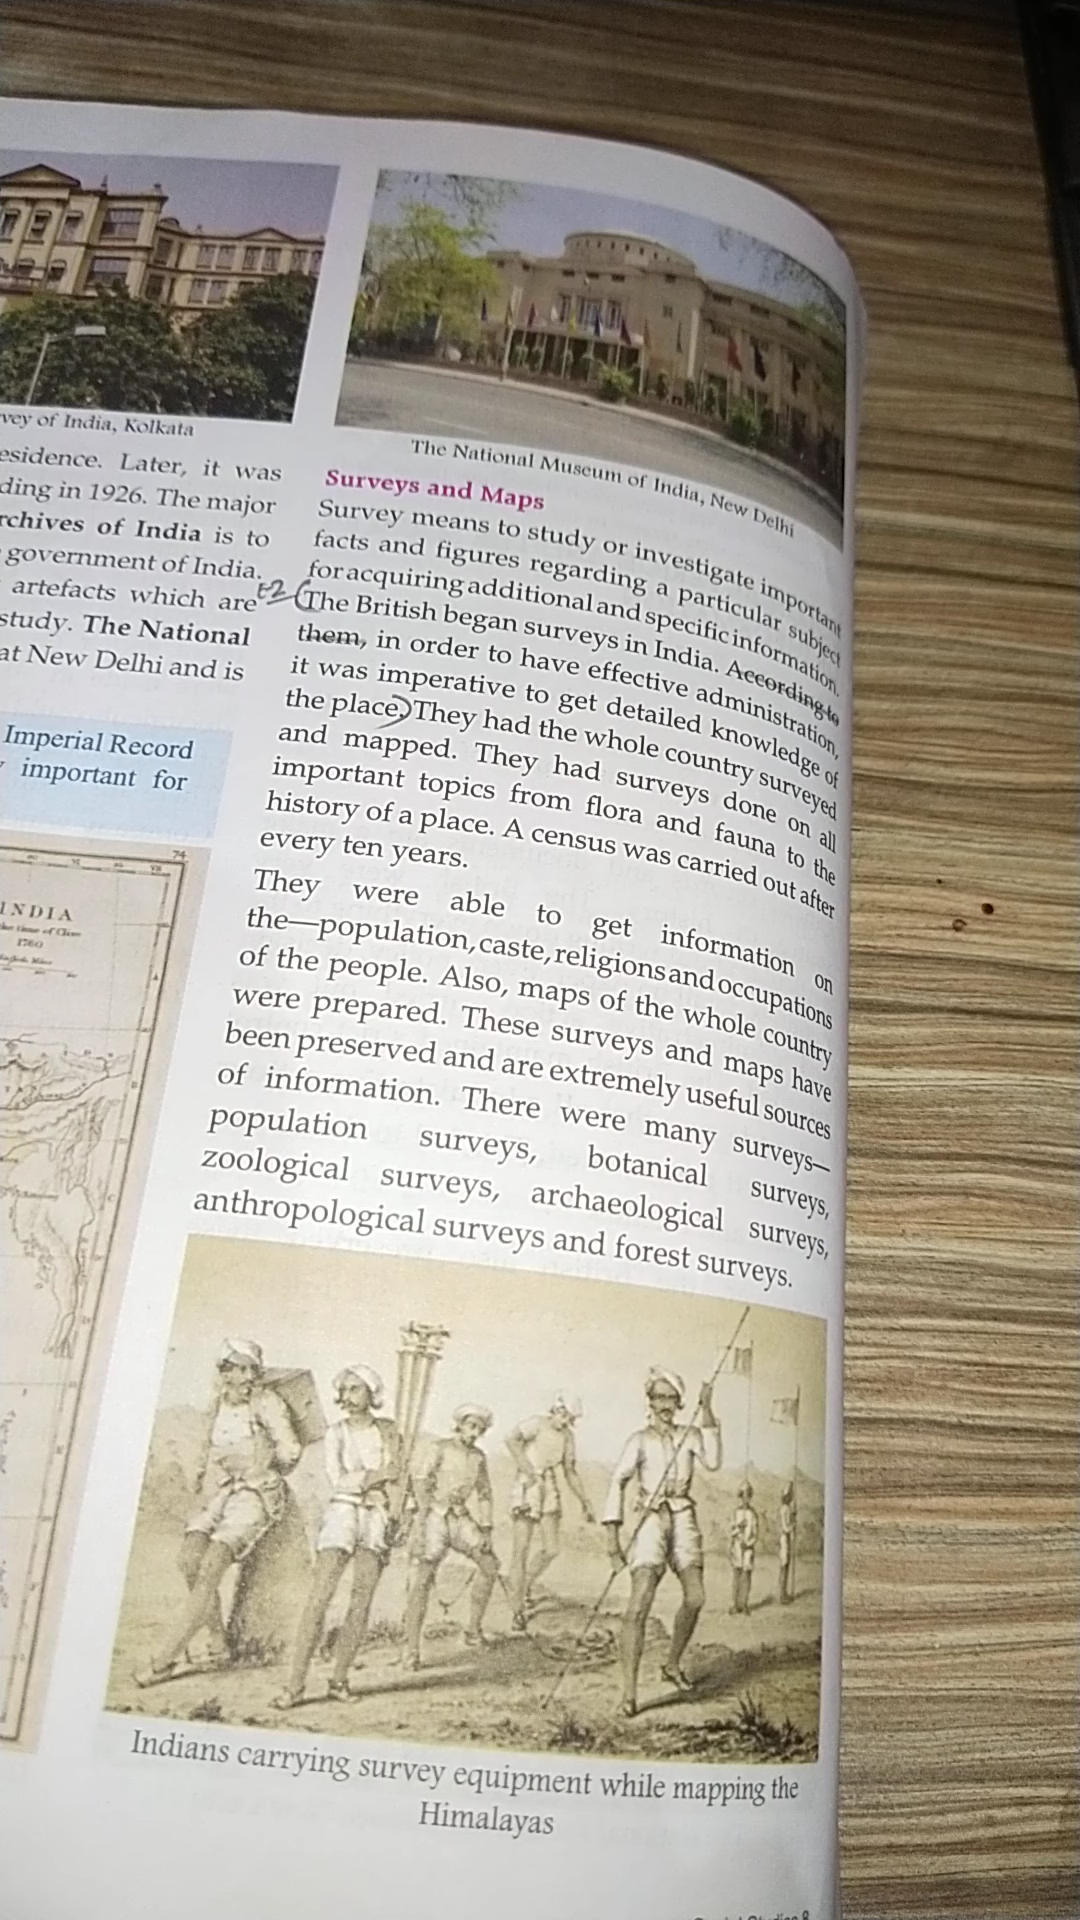 vey of India, Kolkata
esidence. Later, it was
ding in 1926. The major
rchives of India is to
government of India.
artefacts which are
study. The National
at New Delhi and is
Imperial Record
important for
74
INDIA
1760
The National Museum of India, New Delhi
Surveys and Maps
Survey means to study or investigate important
facts and figures regarding a particular subject
for acquiring additional and specific information.
The British began surveys in India. According to
them, in order to have effective administration,
it was imperative to get detailed knowledge of
the place. They had the whole country surveyed
and mapped. They had surveys done on all
important topics from flora and fauna to the
history of a place. A census was carried out after
every ten years.
They were able to get information on
the—population, caste, religions and occupations
of the people. Also, maps of the whole country
were prepared. These surveys and maps have
been preserved and are extremely useful sources
of information. There were many surveys—
population surveys, botanical surveys,
zoological surveys, archaeological surveys,
anthropological surveys and forest surveys.
Indians carrying survey equipment while mapping the
Himalayas